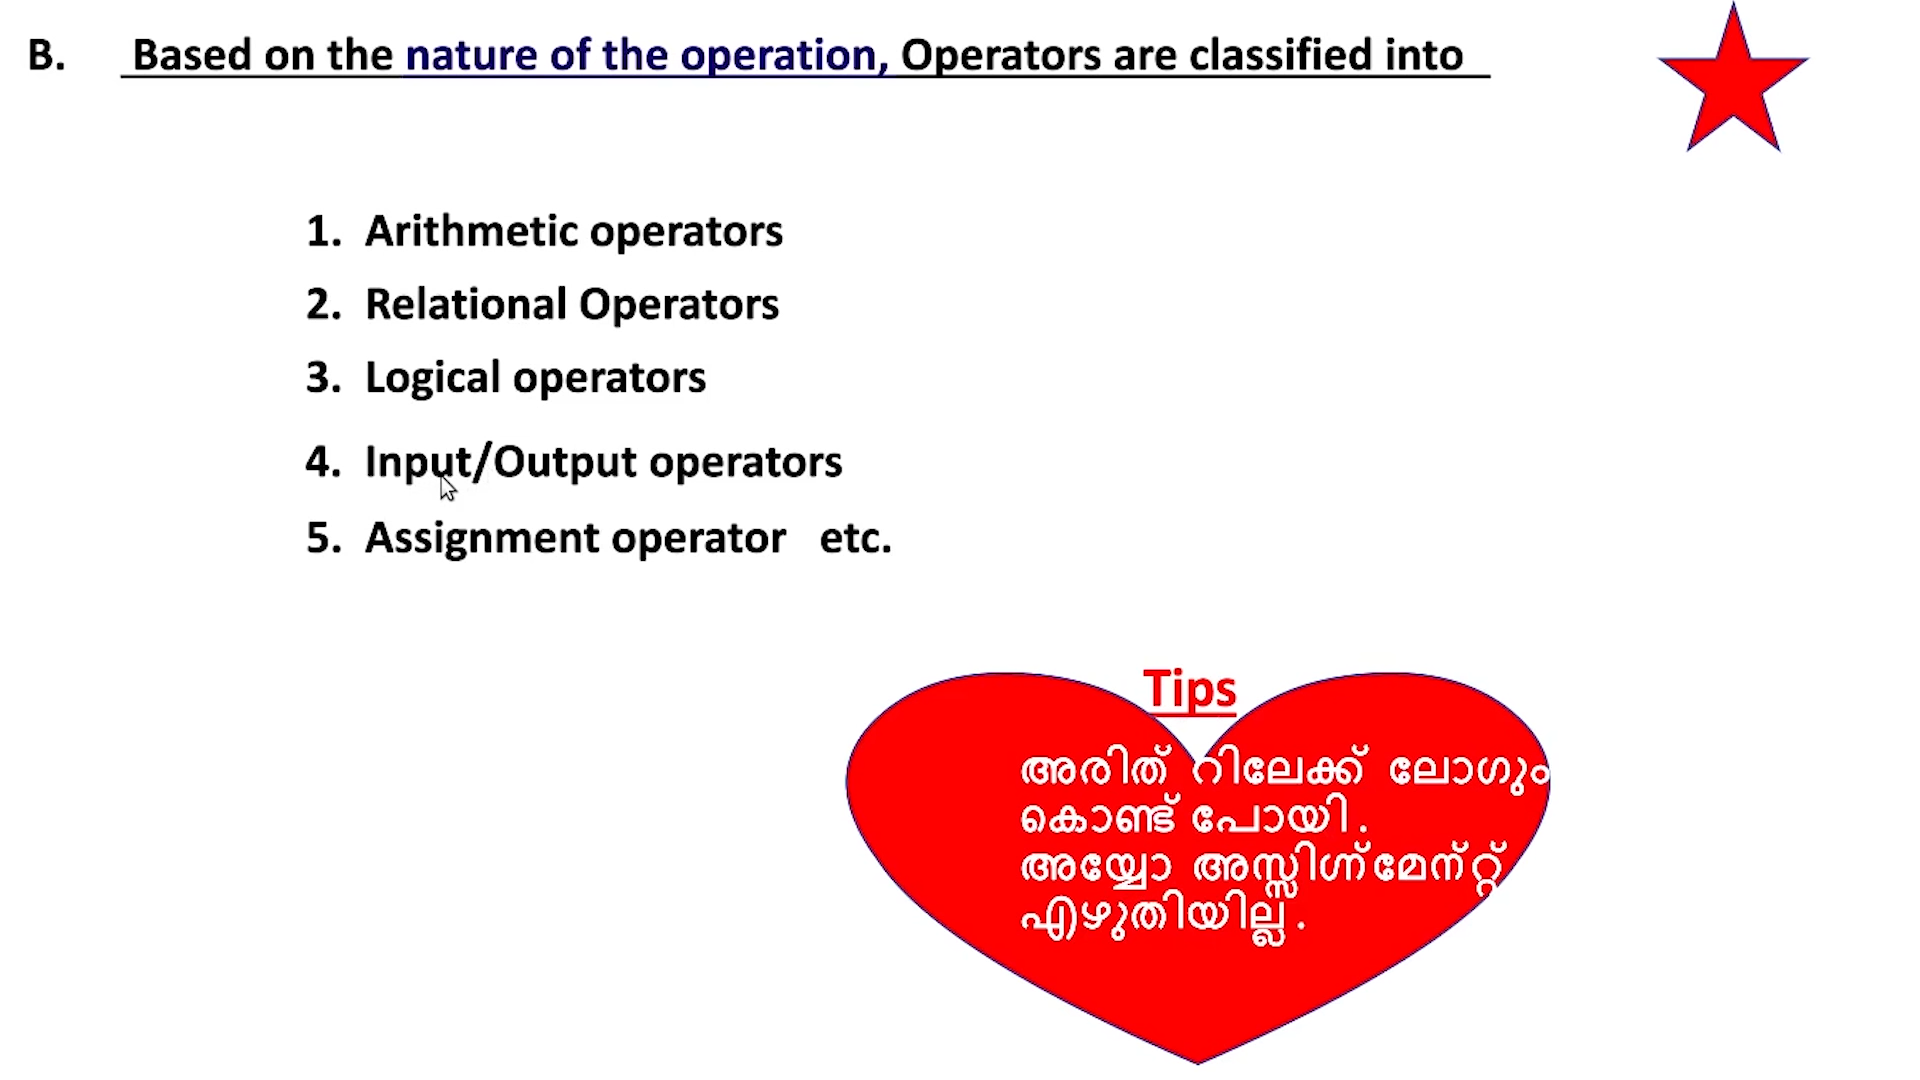 B. Based on the nature of the operation, Operators are classified into
1. Arithmetic operators
2. Relational Operators
3. Logical operators
4. Input/Output operators
5. Assignment operator etc.
Tips
അരിത് റിലേക്ക് ലോഗും
കൊണ്ട് പോയി.
അയ്യോ അസ്സിഗ്ന്മേന്റ്റ്
എഴുതിയില്ല.